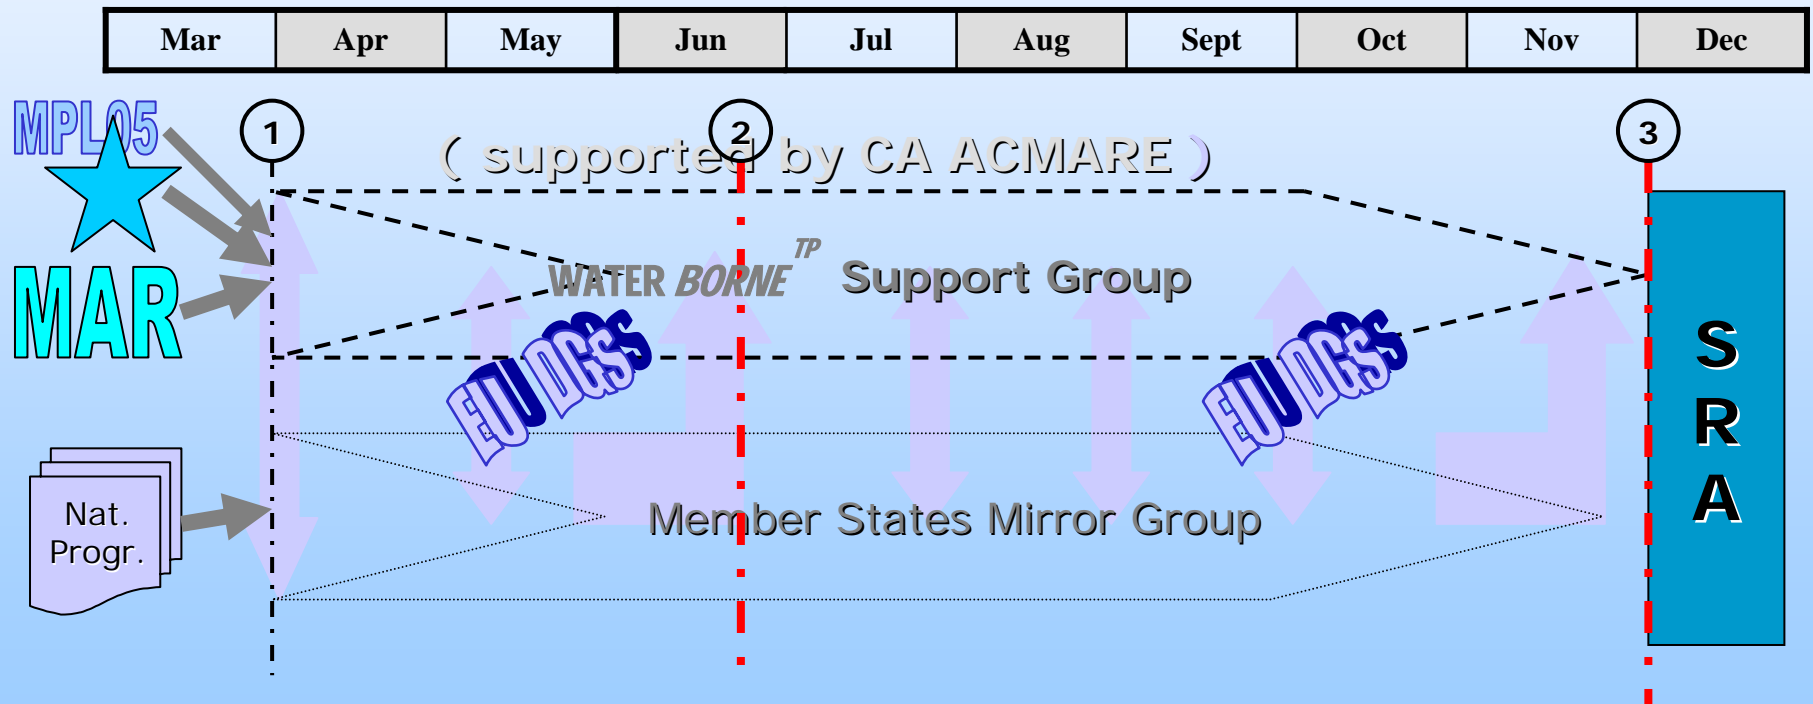 Mar Apr May Jun Jul Aug Sept Oct Nov Dec
MPL05
1
2
3
( supported by CA ACMARE )
MAR
WATER BORNE TP Support Group
EU DGs
EU DGs
SRA
Nat.
Progr.
Member States Mirror Group